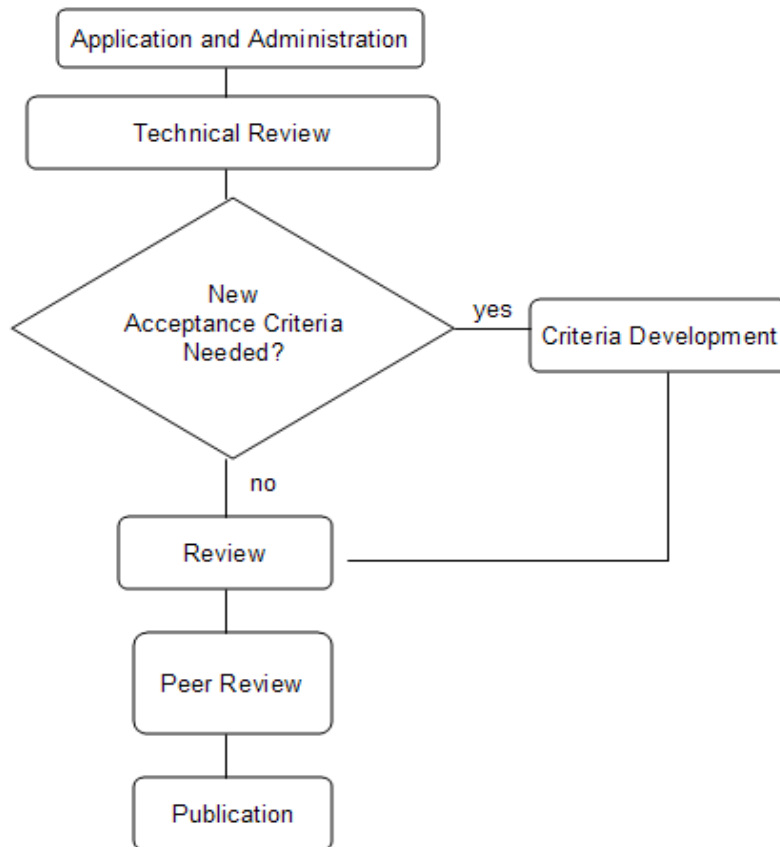 Application and Administration
Technical Review
New
Acceptance Criteria
Needed?
yes
Criteria Development
no
Review
Peer Review
Publication